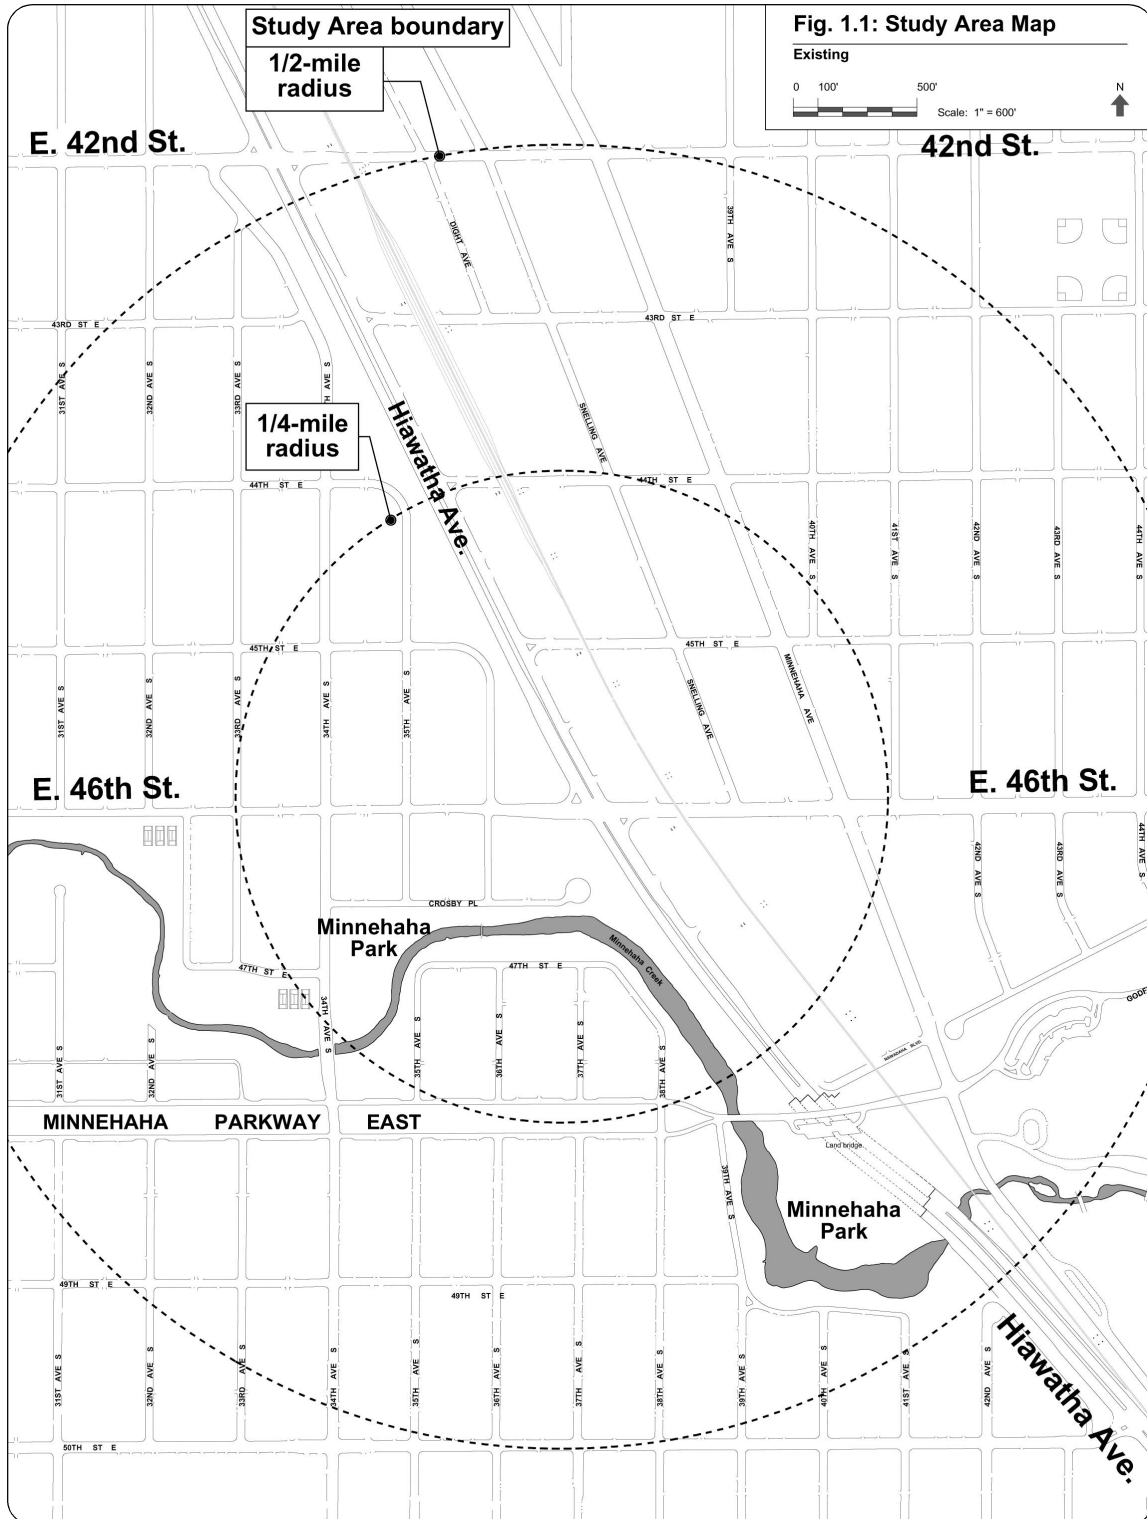 Study Area boundary
1/2-mile
radius
Fig. 1.1: Study Area Map
Existing
0 100' 500'
Scale: 1" = 600'
N
E. 42nd St.
42nd St.
DIGHT AVE
39TH AVE S
43RD ST E
43RD ST E
31ST AVE S
32ND AVE S
33RD AVE S
TH AVE S
1/4-mile
radius
Hiawatha Ave.
SNELLING AVE
44TH ST E
44TH ST E
40TH AVE S
41ST AVE S
42ND AVE S
43RD AVE S
44TH AVE S
45TH ST E
45TH ST E
31ST AVE S
32ND AVE S
33RD AVE S
34TH AVE S
35TH AVE S
SNELLING AVE
MINNEHAHA AVE
E. 46th St.
E. 46th St.
42ND AVE S
43RD AVE S
44TH AVE S
CROSBY PL
Minnehaha
Park
Minnehaha Creek
47TH ST E
47TH ST E
34TH AVE S
GODF
NAWADAHA BLVD
31ST AVE S
32ND AVE S
35TH AVE S
36TH AVE S
37TH AVE S
38TH AVE S
MINNEHAHA PARKWAY EAST
Land bridge
39TH AVE S
Minnehaha
Park
49TH ST E
49TH ST E
Hiawatha Ave.
31ST AVE S
32ND AVE S
33RD AVE S
34TH AVE S
35TH AVE S
36TH AVE S
37TH AVE S
38TH AVE S
39TH AVE S
40TH AVE S
41ST AVE S
42ND AVE S
50TH ST E